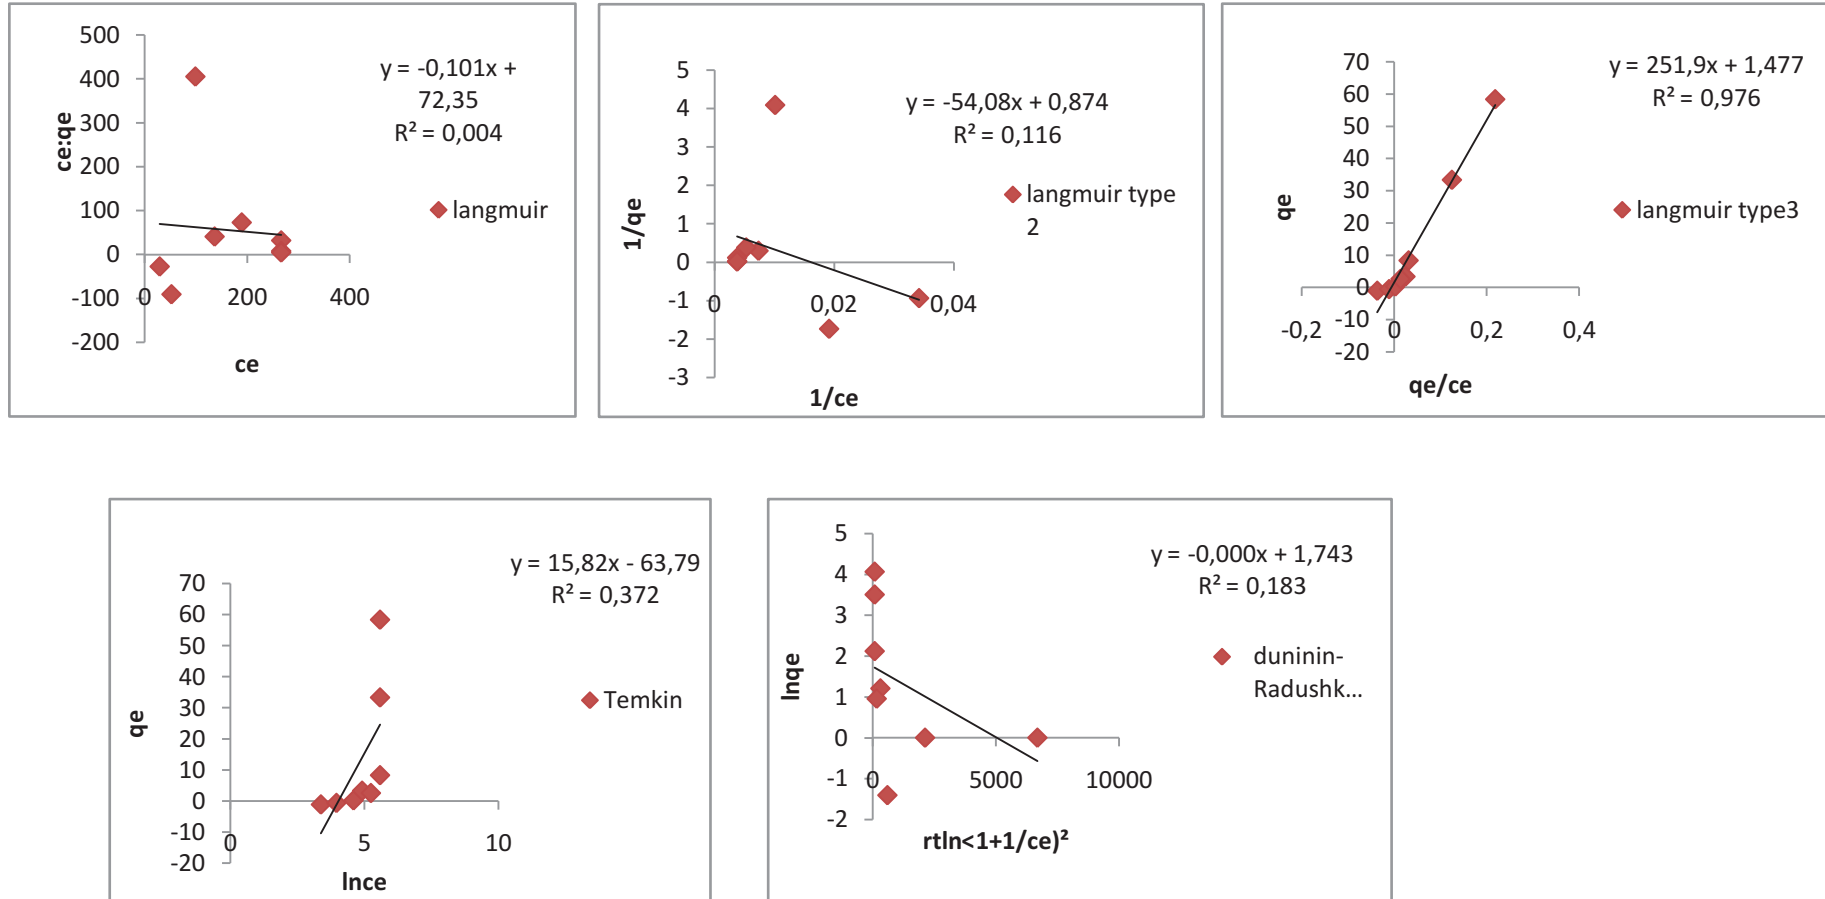 500
400
300
200
100
0
-100
-200
0
200
400
ce:qe
ce
y = -0,101x +
72,35
R² = 0,004
langmuir
5
4
3
2
1
0
-1
-2
-3
0
0,02
0,04
1/qe
1/ce
y = -54,08x + 0,874
R² = 0,116
langmuir type
2
70
60
50
40
30
20
10
0
-10
-20
-0,2
0
0,2
0,4
qe
qe/ce
y = 251,9x + 1,477
R² = 0,976
langmuir type3
70
60
50
40
30
20
10
0
-10
-20
0
5
10
qe
lnce
y = 15,82x - 63,79
R² = 0,372
Temkin
5
4
3
2
1
0
-1
-2
0
5000
10000
lnqe
rtln<1+1/ce)²
y = -0,000x + 1,743
R² = 0,183
duninin-
Radushk...